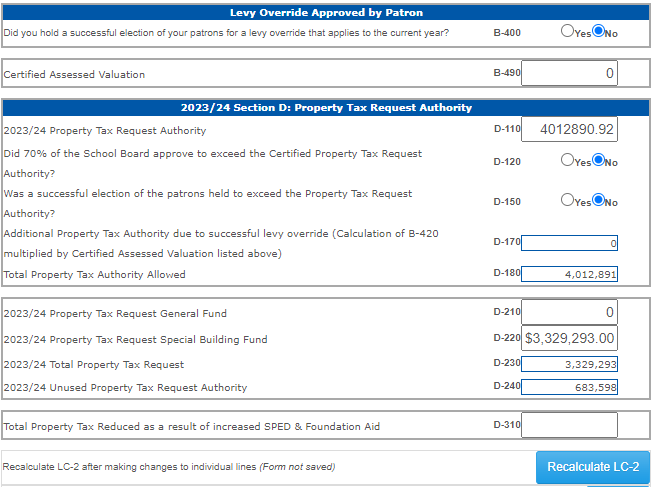 Levy Override Approved by Patron
Did you hold a successful election of your patrons for a levy override that applies to the current year? B-400 Yes No
Certified Assessed Valuation B-490 0
2023/24 Section D: Property Tax Request Authority
2023/24 Property Tax Request Authority D-110 4012890.92
Did 70% of the School Board approve to exceed the Certified Property Tax Request
Authority? D-120 Yes No
Was a successful election of the patrons held to exceed the Property Tax Request
Authority? D-150 Yes No
Additional Property Tax Authority due to successful levy override (Calculation of B-420
multiplied by Certified Assessed Valuation listed above) D-170 0
Total Property Tax Authority Allowed D-180 4,012,891
2023/24 Property Tax Request General Fund D-210 0
2023/24 Property Tax Request Special Building Fund D-220 $3,329,293.00
2023/24 Total Property Tax Request D-230 3,329,293
2023/24 Unused Property Tax Request Authority D-240 683,598
Total Property Tax Reduced as a result of increased SPED & Foundation Aid D-310
Recalculate LC-2 after making changes to individual lines (Form not saved) Recalculate LC-2